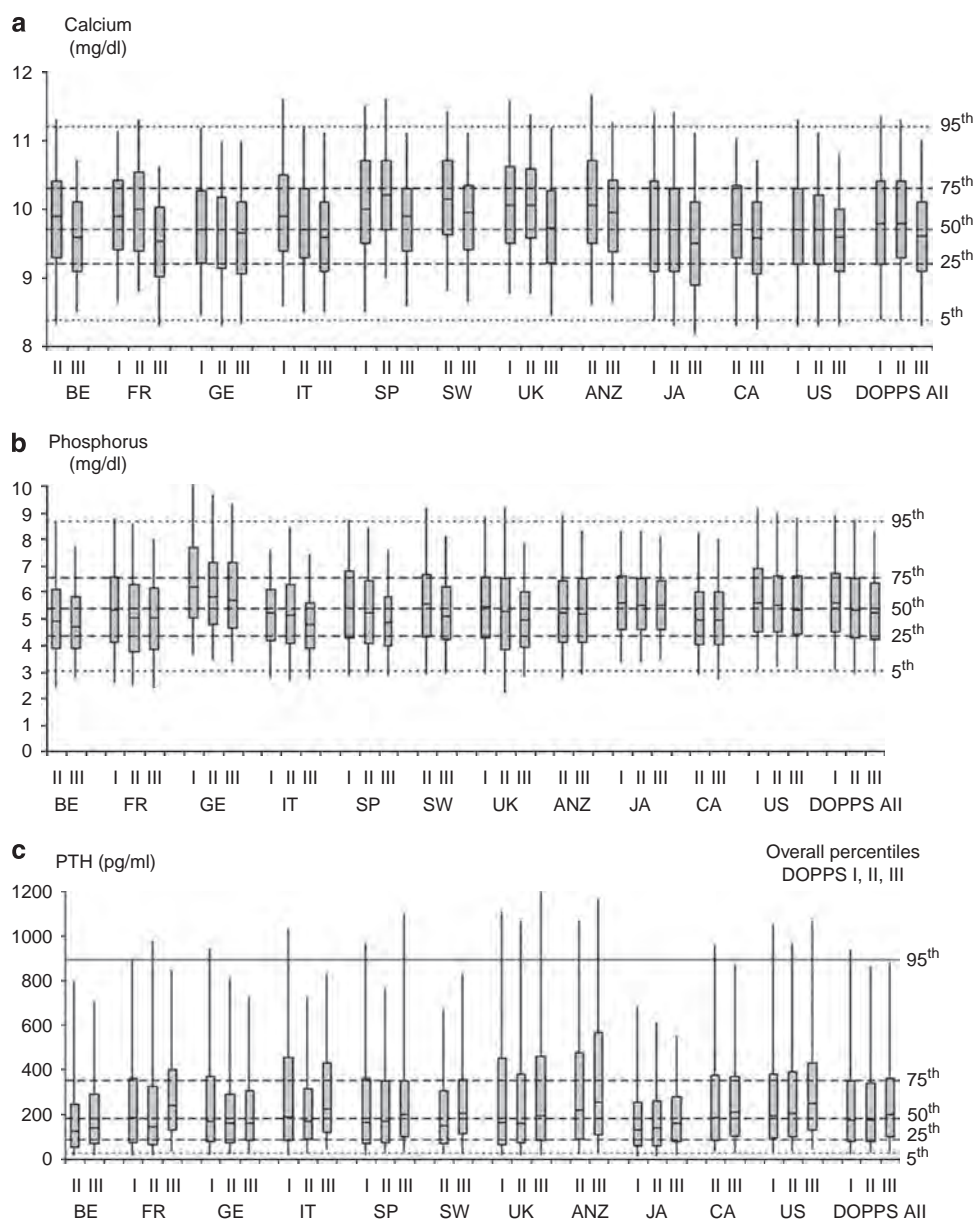 a Calcium
(mg/dl)
12
11
10
9
8
95th
75th
50th
25th
5th
II III I II III I II III I II III I II III II III I II III II III I II III II III I II III I II III
BE FR GE IT SP SW UK ANZ JA CA US DOPPS All
b Phosphorus
(mg/dl)
10
9
8
7
6
5
4
3
2
1
0
95th
75th
50th
25th
5th
II III I II III I II III I II III I II III II III I II III II III I II III II III I II III I II III
BE FR GE IT SP SW UK ANZ JA CA US DOPPS All
c PTH (pg/ml)
Overall percentiles
DOPPS I, II, III
1200
1000
800
600
400
200
0
95th
75th
50th
25th
5th
II III I II III I II III I II III I II III II III I II III II III I II III II III I II III I II III
BE FR GE IT SP SW UK ANZ JA CA US DOPPS All